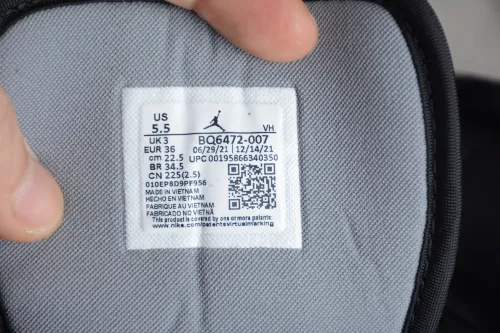 US
5.5 VH
UK 3 BQ6472-007
EUR 36 06/29/21 12/14/21
cm 22.5 UPC 00195866340350
BR 34.5
CN 225(2.5)
010EP8D9PF956
MADE IN VIETNAM
HECHO EN VIETNAM
FABRIQUE AU VIETNAM
FABRICADO NO VIETNÃ
This product is covered by one or more patents:
www.nike.com/patentsvirtualmarking